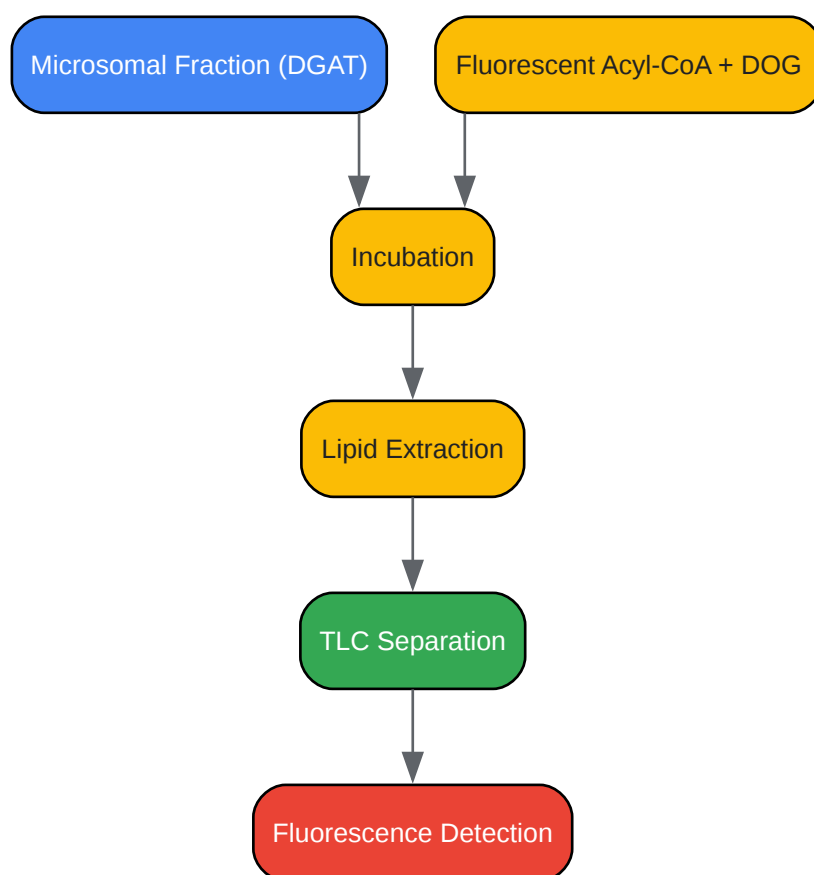 Microsomal Fraction (DGAT)
Fluorescent Acyl-CoA + DOG
Incubation
Lipid Extraction
TLC Separation
Fluorescence Detection